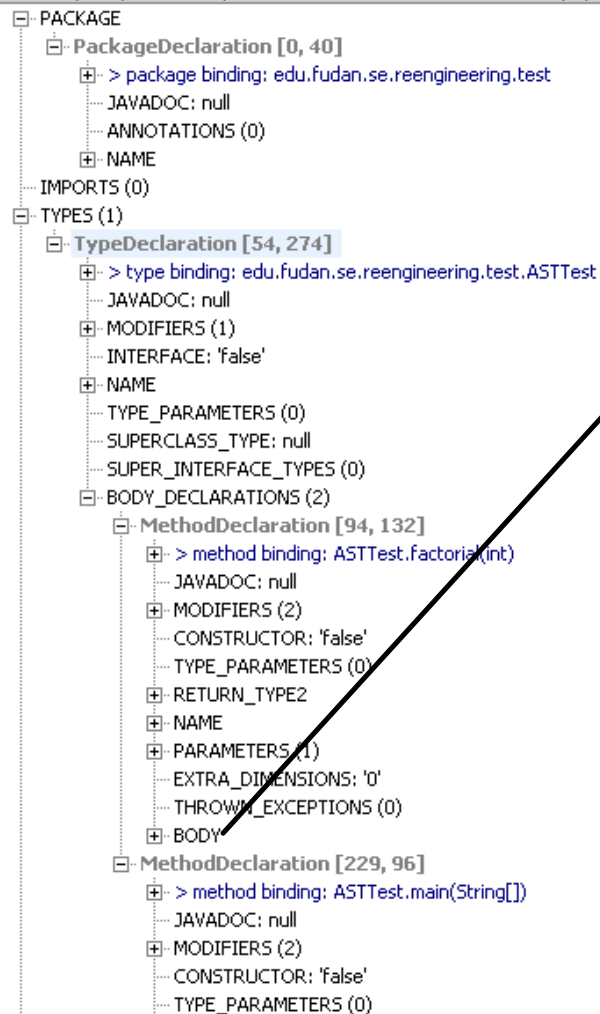 PACKAGE
PackageDeclaration [0, 40]
> package binding: edu.fudan.se.reengineering.test
JAVADOC: null
ANNOTATIONS (0)
NAME
IMPORTS (0)
TYPES (1)
TypeDeclaration [54, 274]
> type binding: edu.fudan.se.reengineering.test.ASTTest
JAVADOC: null
MODIFIERS (1)
INTERFACE: 'false'
NAME
TYPE_PARAMETERS (0)
SUPERCLASS_TYPE: null
SUPER_INTERFACE_TYPES (0)
BODY_DECLARATIONS (2)
MethodDeclaration [94, 132]
> method binding: ASTTest.factorial(int)
JAVADOC: null
MODIFIERS (2)
CONSTRUCTOR: 'false'
TYPE_PARAMETERS (0)
RETURN_TYPE2
NAME
PARAMETERS (1)
EXTRA_DIMENSIONS: '0'
THROWN_EXCEPTIONS (0)
BODY
MethodDeclaration [229, 96]
> method binding: ASTTest.main(String[])
JAVADOC: null
MODIFIERS (2)
CONSTRUCTOR: 'false'
TYPE_PARAMETERS (0)